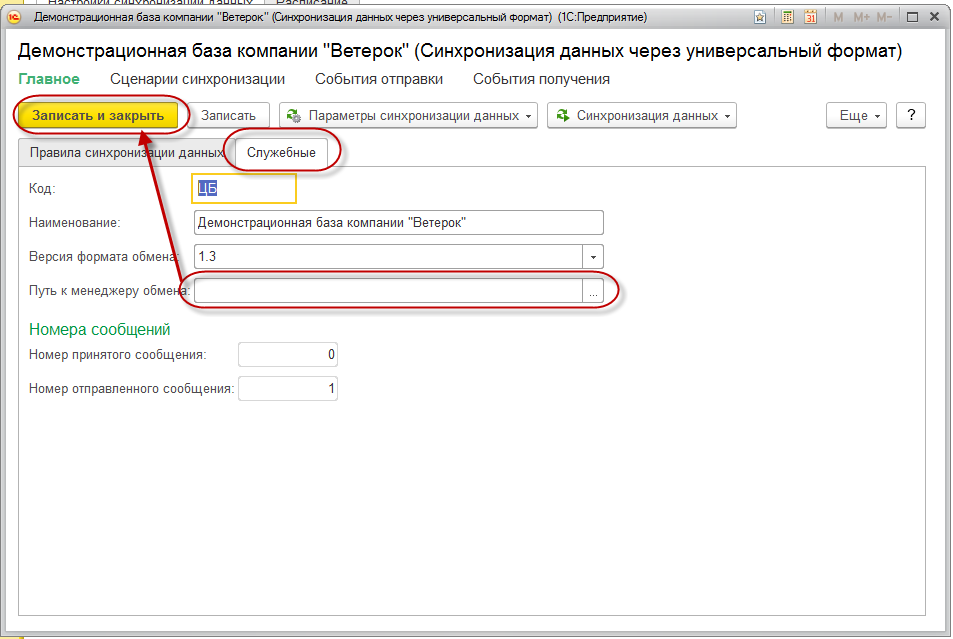 Настройки синхронизации данных Расписание
Демонстрационная база компании "Ветерок" (Синхронизация данных через универсальный формат) (1С:Предприятие)
31 M M+ M-
Демонстрационная база компании "Ветерок" (Синхронизация данных через универсальный формат)
Главное Сценарии синхронизации События отправки События получения
Записать и закрыть Записать Параметры синхронизации данных Синхронизация данных Еще ?
Правила синхронизации данных Служебные
Код: ЦБ
Наименование: Демонстрационная база компании "Ветерок"
Версия формата обмена: 1.3
Путь к менеджеру обмена: ...
Номера сообщений
Номер принятого сообщения: 0
Номер отправленного сообщения: 1